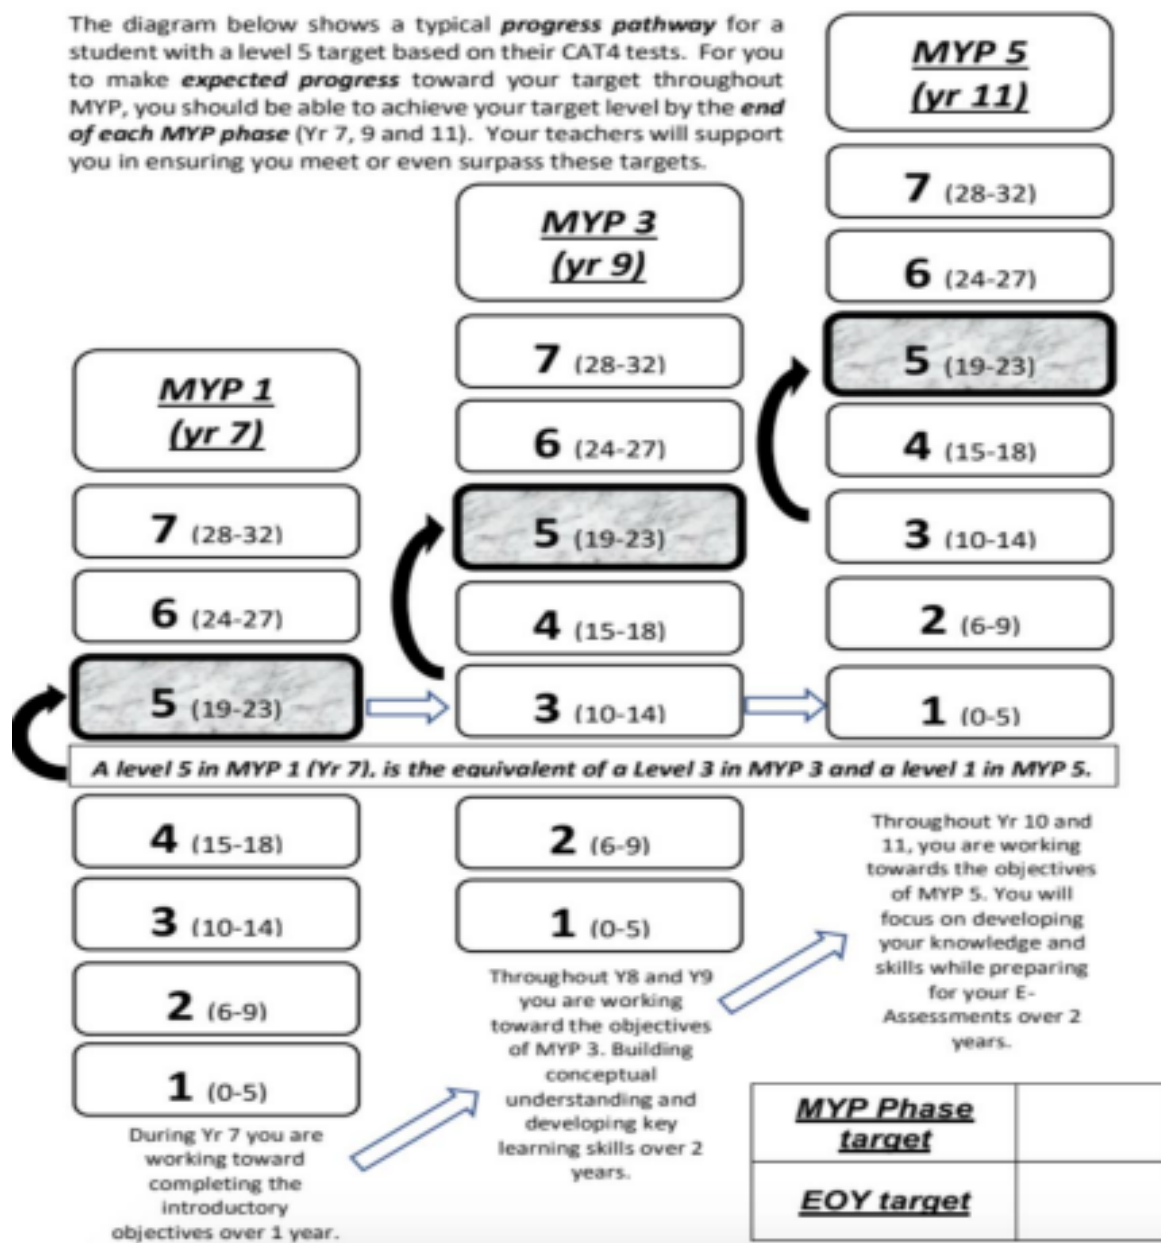 The diagram below shows a typical progress pathway for a
student with a level 5 target based on their CAT4 tests. For you
to make expected progress toward your target throughout
MYP, you should be able to achieve your target level by the end
of each MYP phase (Yr 7, 9 and 11). Your teachers will support
you in ensuring you meet or even surpass these targets.
MYP 1
(yr 7)
7 (28-32)
6 (24-27)
5 (19-23)
MYP 3
(yr 9)
7 (28-32)
6 (24-27)
5 (19-23)
4 (15-18)
3 (10-14)
MYP 5
(yr 11)
7 (28-32)
6 (24-27)
5 (19-23)
4 (15-18)
3 (10-14)
2 (6-9)
1 (0-5)
A level 5 in MYP 1 (Yr 7), is the equivalent of a Level 3 in MYP 3 and a level 1 in MYP 5.
4 (15-18)
3 (10-14)
2 (6-9)
1 (0-5)
During Yr 7 you are
working toward
completing the
introductory
objectives over 1 year.
2 (6-9)
1 (0-5)
Throughout Y8 and Y9
you are working
toward the objectives
of MYP 3. Building
conceptual
understanding and
developing key
learning skills over 2
years.
Throughout Yr 10 and
11, you are working
towards the objectives
of MYP 5. You will
focus on developing
your knowledge and
skills while preparing
for your E-
Assessments over 2
years.
MYP Phase
target
EOY target